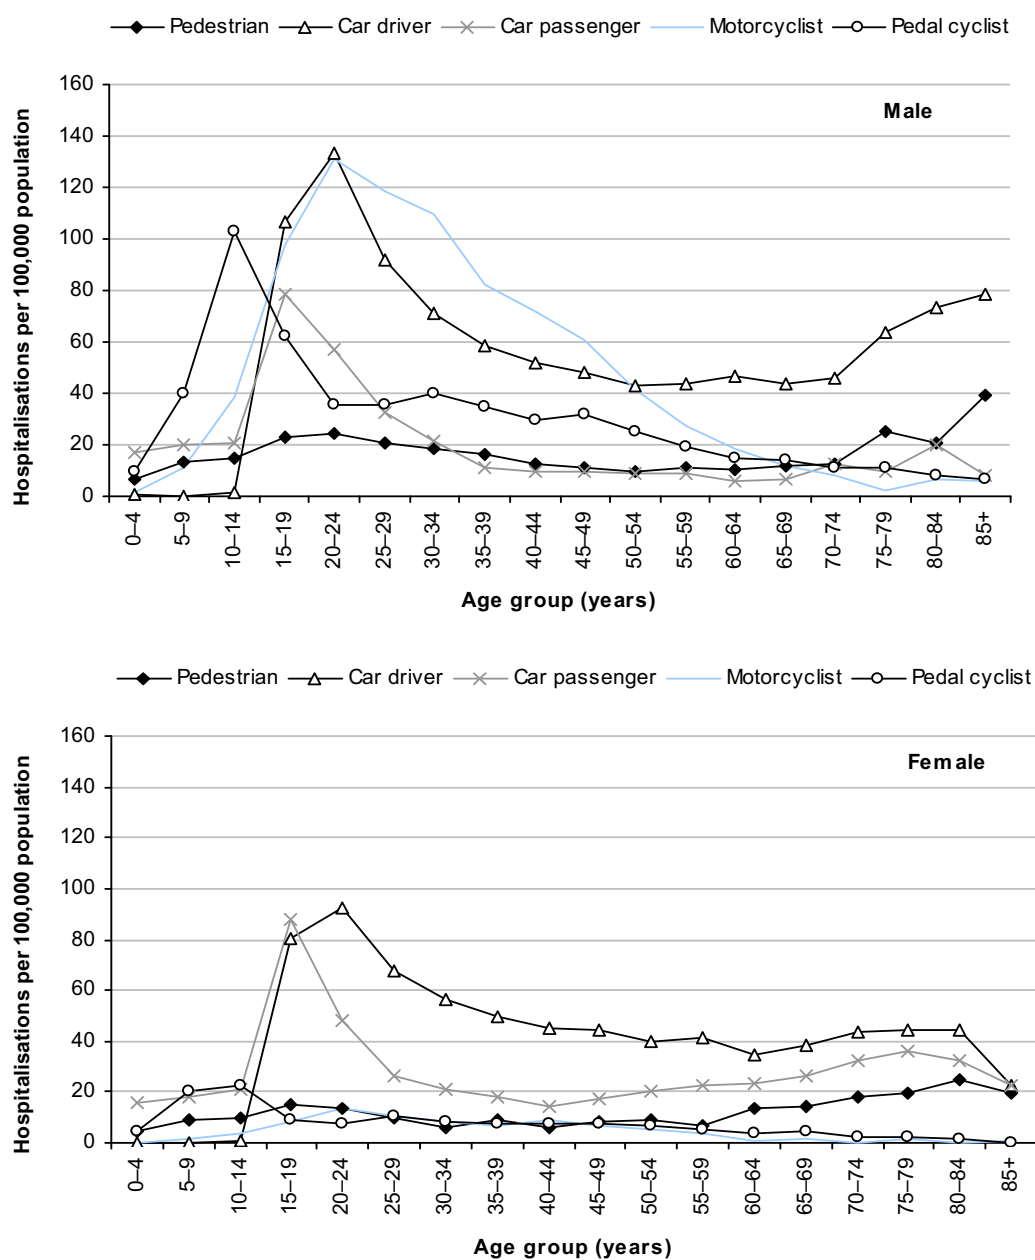 Pedestrian Car driver Car passenger Motorcyclist Pedal cyclist
Male
Hospitalisations per 100,000 population
160
140
120
100
80
60
40
20
0
0–4 5–9 10–14 15–19 20–24 25–29 30–34 35–39 40–44 45–49 50–54 55–59 60–64 65–69 70–74 75–79 80–84 85+
Age group (years)
Pedestrian Car driver Car passenger Motorcyclist Pedal cyclist
Female
Hospitalisations per 100,000 population
160
140
120
100
80
60
40
20
0
0–4 5–9 10–14 15–19 20–24 25–29 30–34 35–39 40–44 45–49 50–54 55–59 60–64 65–69 70–74 75–79 80–84 85+
Age group (years)